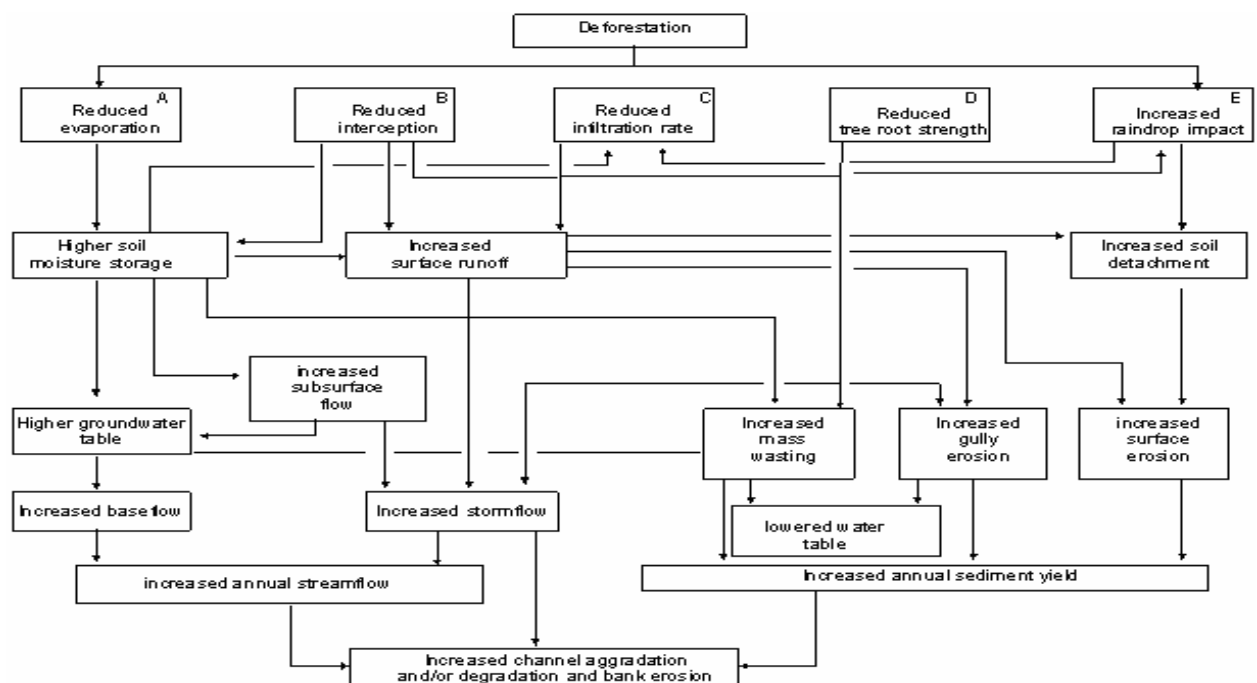 Deforestation
A
Reduced
evaporation
B
Reduced
interception
C
Reduced
infiltration rate
D
Reduced
tree root strength
E
Increased
raindrop impact
Higher soil
moisture storage
Increased
surface runoff
Increased soil
detachment
increased
subsurface
flow
Higher groundwater
table
Increased
mass
wasting
Increased
gully
erosion
increased
surface
erosion
Increased baseflow
Increased stormflow
lowered water
table
increased annual streamflow
Increased annual sediment yield
Increased channel aggradation
and/or degradation and bank erosion